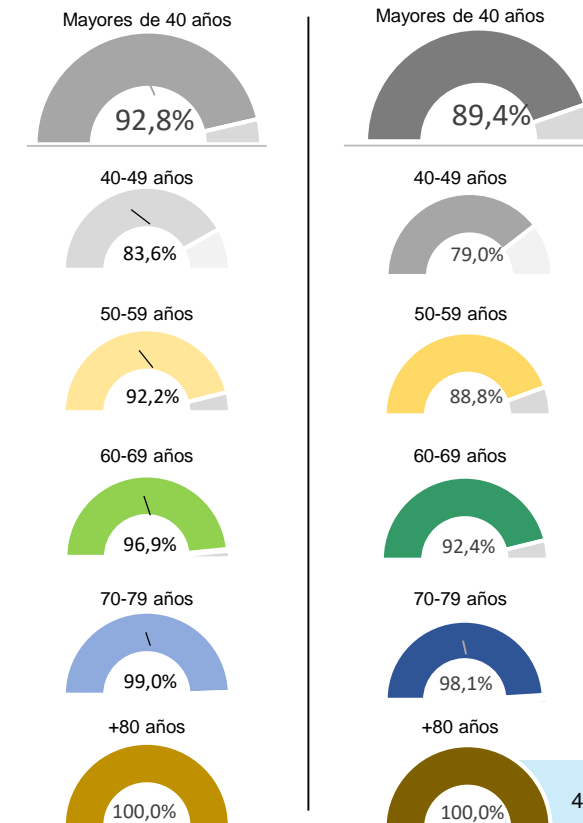 Mayores de 40 años
92,8%
40-49 años
83,6%
50-59 años
92,2%
60-69 años
96,9%
70-79 años
99,0%
+80 años
100,0%
Mayores de 40 años
89,4%
40-49 años
79,0%
50-59 años
88,8%
60-69 años
92,4%
70-79 años
98,1%
+80 años
100,0%
4